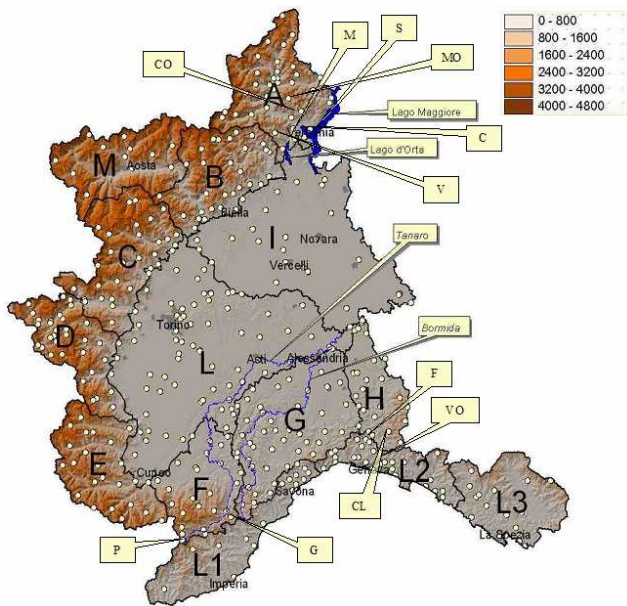 0 - 800
800 - 1600
1600 - 2400
2400 - 3200
3200 - 4000
4000 - 4800
M
S
CO
MO
A
Lago Maggiore
C
Lago d'Orta
V
M
Aosta
B
Biella
I
Novara
Vercelli
Tanaro
C
D
Torino
L
Asti
Alessandria
Bormida
F
H
VO
G
E
Cuneo
F
Savona
L2
L3
CL
La Spezia
P
G
L1
Imperia